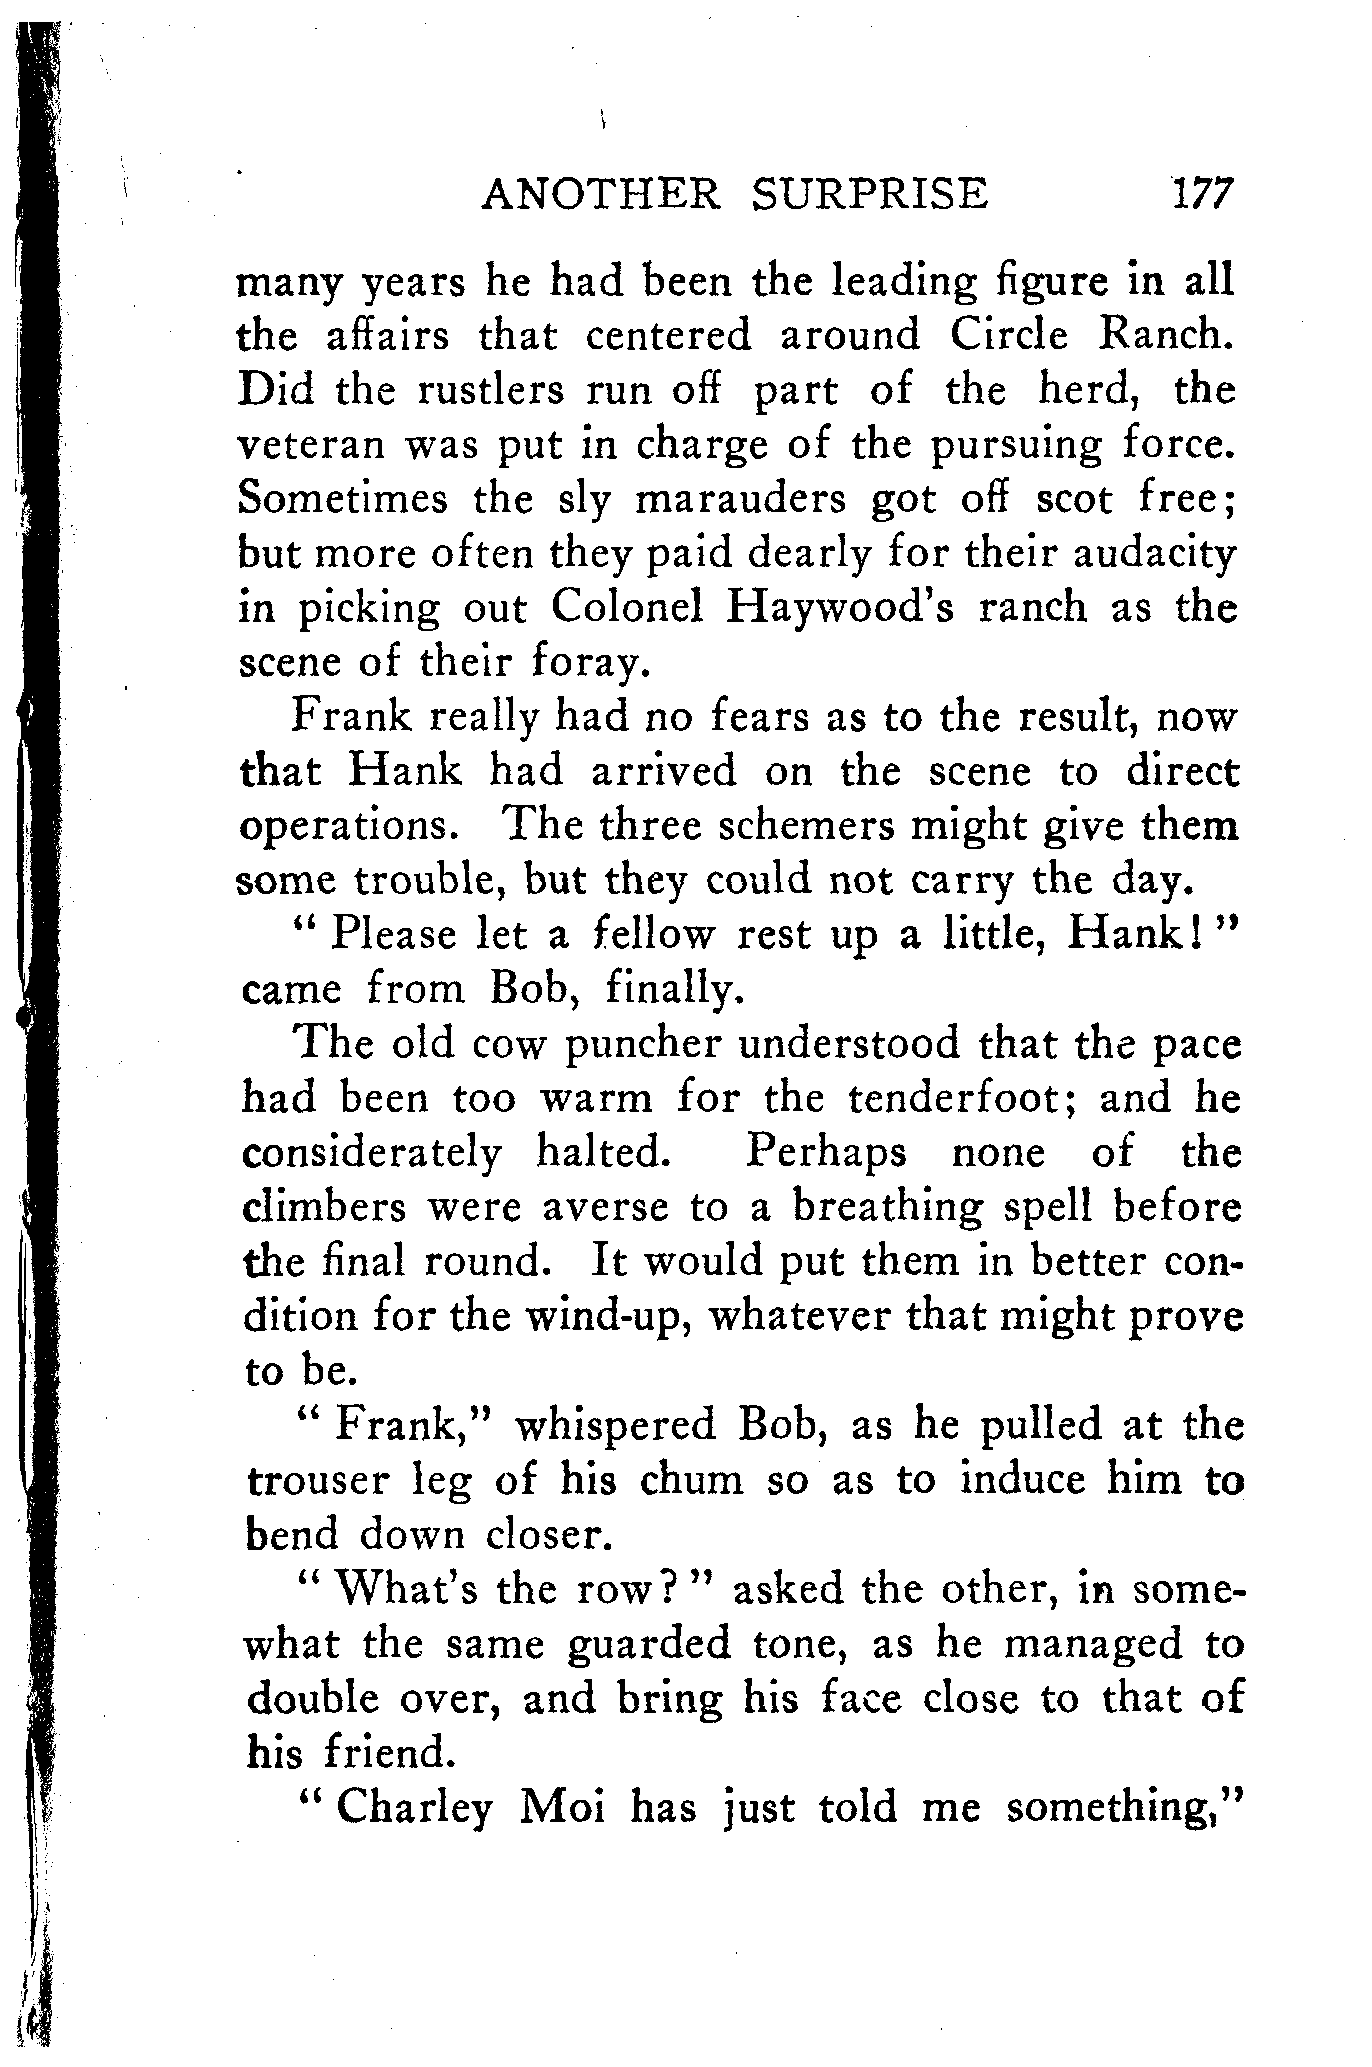 ANOTHER SURPRISE 177
many years he had been the leading figure in all
the affairs that centered around Circle Ranch.
Did the rustlers run off part of the herd, the
veteran was put in charge of the pursuing force.
Sometimes the sly marauders got off scot free;
but more often they paid dearly for their audacity
in picking out Colonel Haywood's ranch as the
scene of their foray.
Frank really had no fears as to the result, now
that Hank had arrived on the scene to direct
operations. The three schemers might give them
some trouble, but they could not carry the day.
" Please let a fellow rest up a little, Hank! "
came from Bob, finally.
The old cow puncher understood that the pace
had been too warm for the tenderfoot; and he
considerately halted. Perhaps none of the
climbers were averse to a breathing spell before
the final round. It would put them in better con-
dition for the wind-up, whatever that might prove
to be.
" Frank," whispered Bob, as he pulled at the
trouser leg of his chum so as to induce him to
bend down closer.
" What's the row? " asked the other, in some-
what the same guarded tone, as he managed to
double over, and bring his face close to that of
his friend.
" Charley Moi has just told me something,"